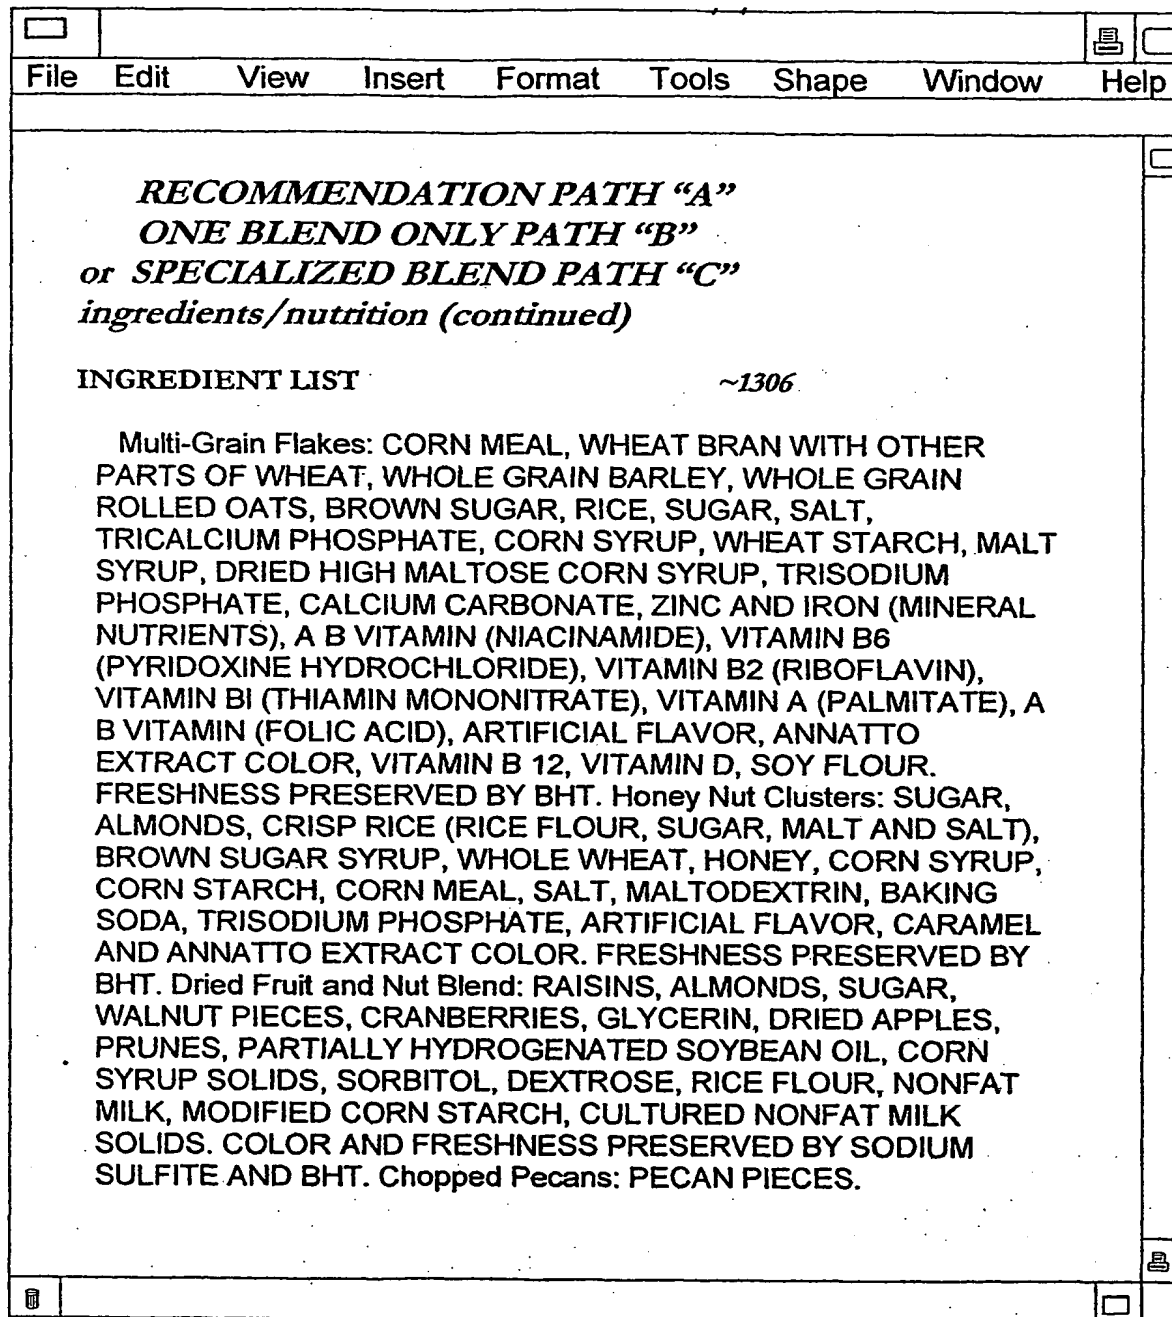 File Edit View Insert Format Tools Shape Window Help
RECOMMENDATION PATH “A”
ONE BLEND ONLY PATH “B”
or SPECIALIZED BLEND PATH “C”
ingredients/nutrition (continued)
INGREDIENT LIST ~1306
Multi-Grain Flakes: CORN MEAL, WHEAT BRAN WITH OTHER
PARTS OF WHEAT, WHOLE GRAIN BARLEY, WHOLE GRAIN
ROLLED OATS, BROWN SUGAR, RICE, SUGAR, SALT,
TRICALCIUM PHOSPHATE, CORN SYRUP, WHEAT STARCH, MALT
SYRUP, DRIED HIGH MALTOSE CORN SYRUP, TRISODIUM
PHOSPHATE, CALCIUM CARBONATE, ZINC AND IRON (MINERAL
NUTRIENTS), A B VITAMIN (NIACINAMIDE), VITAMIN B6
(PYRIDOXINE HYDROCHLORIDE), VITAMIN B2 (RIBOFLAVIN),
VITAMIN BI (THIAMIN MONONITRATE), VITAMIN A (PALMITATE), A
B VITAMIN (FOLIC ACID), ARTIFICIAL FLAVOR, ANNATTO
EXTRACT COLOR, VITAMIN B 12, VITAMIN D, SOY FLOUR.
FRESHNESS PRESERVED BY BHT. Honey Nut Clusters: SUGAR,
ALMONDS, CRISP RICE (RICE FLOUR, SUGAR, MALT AND SALT),
BROWN SUGAR SYRUP, WHOLE WHEAT, HONEY, CORN SYRUP,
CORN STARCH, CORN MEAL, SALT, MALTODEXTRIN, BAKING
SODA, TRISODIUM PHOSPHATE, ARTIFICIAL FLAVOR, CARAMEL
AND ANNATTO EXTRACT COLOR. FRESHNESS PRESERVED BY
BHT. Dried Fruit and Nut Blend: RAISINS, ALMONDS, SUGAR,
WALNUT PIECES, CRANBERRIES, GLYCERIN, DRIED APPLES,
PRUNES, PARTIALLY HYDROGENATED SOYBEAN OIL, CORN
SYRUP SOLIDS, SORBITOL, DEXTROSE, RICE FLOUR, NONFAT
MILK, MODIFIED CORN STARCH, CULTURED NONFAT MILK
SOLIDS. COLOR AND FRESHNESS PRESERVED BY SODIUM
SULFITE AND BHT. Chopped Pecans: PECAN PIECES.